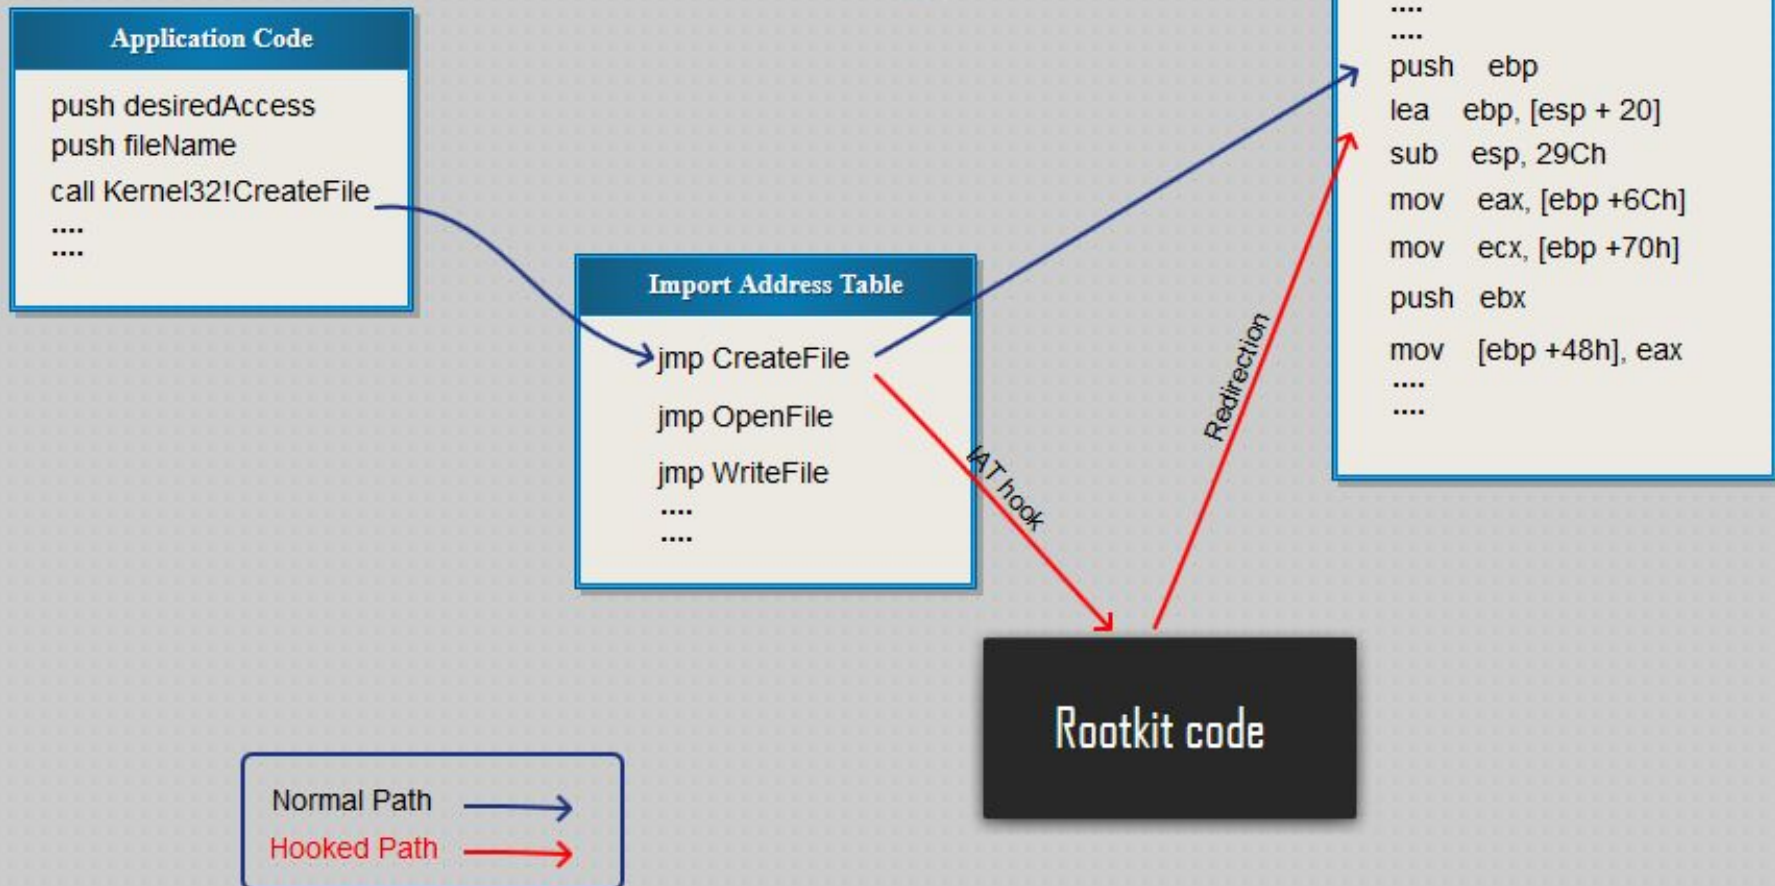 Application Code
push desiredAccess
push fileName
call Kernel32!CreateFile
....
....
Import Address Table
jmp CreateFile
jmp OpenFile
jmp WriteFile
....
....
IAT hook
Redirection
....
....
push ebp
lea ebp, [esp + 20]
sub esp, 29Ch
mov eax, [ebp +6Ch]
mov ecx, [ebp +70h]
push ebx
mov [ebp +48h], eax
....
....
Rootkit code
Normal Path
Hooked Path